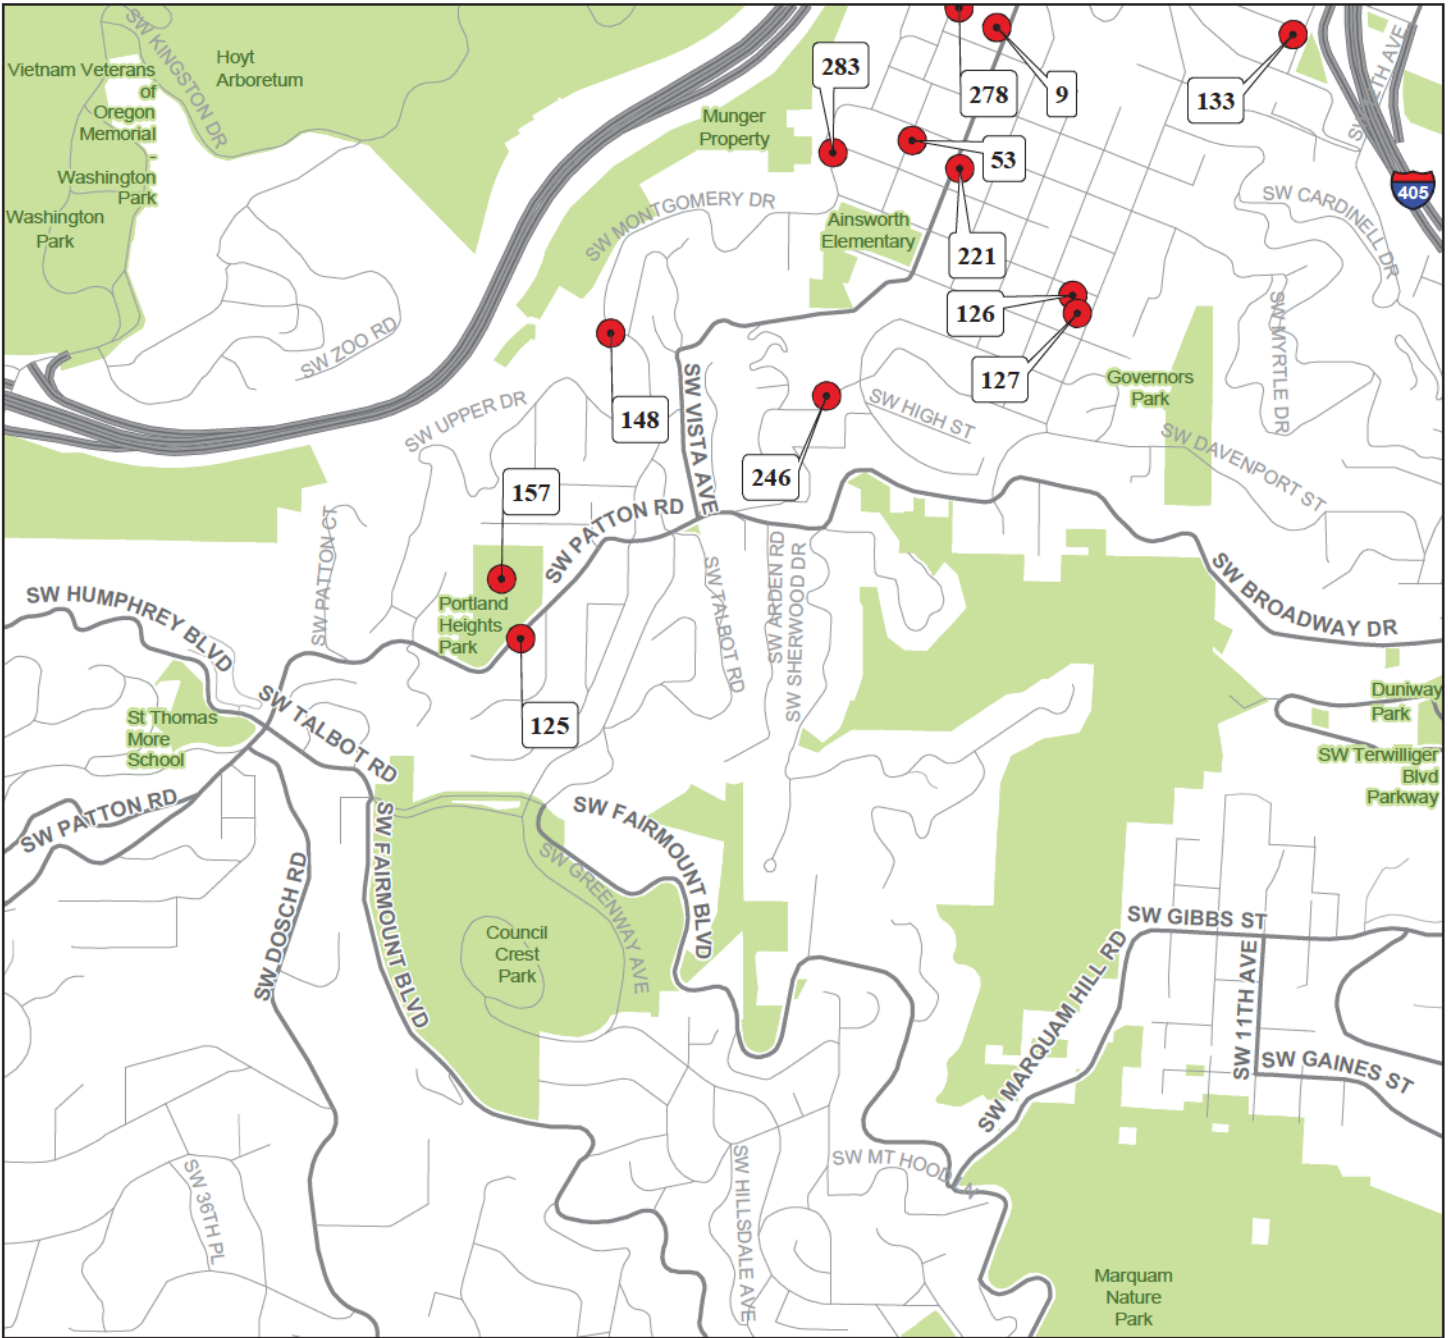 SW KINGSTON DR
Hoyt
Arboretum
Vietnam Veterans
of
Oregon
Memorial
-
Washington
Park
Washington
Park
283
278
9
133
Munger
Property
53
405
SW CARDINELL DR
SW MONTGOMERY DR
Ainsworth
Elementary
221
126
127
SW ZOO RD
SW MYRTLE DR
Governors
Park
148
SW VISTA AVE
SW UPPER DR
SW HIGH ST
SW DAVENPORT ST
246
157
SW PATTON RD
SW PATTON CT
SW HUMPHREY BLVD
Portland
Heights
Park
SW TALBOT RD
SW ARDEN RD
SW SHERWOOD DR
SW BROADWAY DR
125
St Thomas
More
School
SW TALBOT RD
Duniway
Park
SW Terwilliger
Blvd
Parkway
SW PATTON RD
SW FAIRMOUNT BLVD
SW FAIRMOUNT BLVD
SW GREENWAY AVE
SW DOSCH RD
Council
Crest
Park
SW GIBBS ST
SW MARQUAM HILL RD
SW 11TH AVE
SW GAINES ST
SW 36TH PL
SW HILLSDALE AVE
SW MT HOOD LN
Marquam
Nature
Park